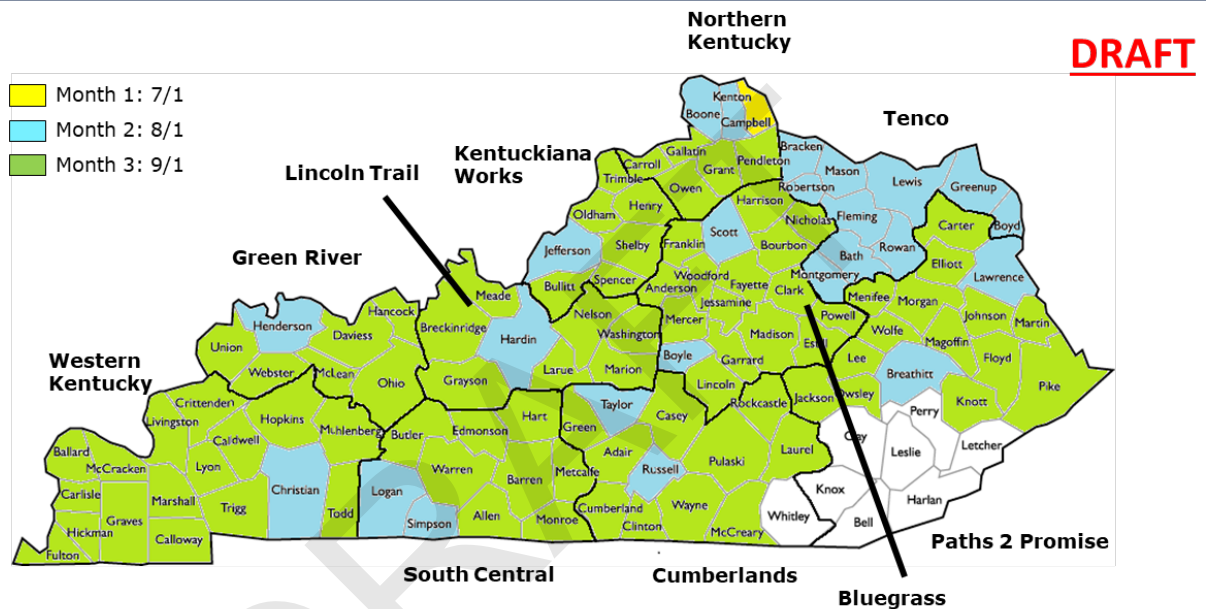 Northern
Kentucky
DRAFT
Month 1: 7/1
Month 2: 8/1
Month 3: 9/1
Tenco
Kentuckiana
Works
Lincoln Trail
Green River
Western
Kentucky
South Central
Cumberlands
Paths 2 Promise
Bluegrass
Kenton
Boone
Campbell
Gallatin
Carroll
Grant
Pendleton
Trimble
Owen
Bracken
Mason
Lewis
Greenup
Robertson
Fleming
Boyd
Rowan
Bath
Montgomery
Harrison
Nicholas
Scott
Bourbon
Franklin
Woodford
Fayette
Clark
Anderson
Jessamine
Mercer
Madison
Powell
Estill
Boyle
Garrard
Lincoln
Henry
Oldham
Jefferson
Shelby
Spencer
Bullitt
Carter
Elliott
Lawrence
Menifee
Morgan
Johnson
Martin
Wolfe
Magoffin
Floyd
Lee
Breathitt
Pike
Owsley
Knott
Perry
Clay
Leslie
Letcher
Knox
Harlan
Bell
Whitley
Jackson
Rockcastle
Laurel
Pulaski
Casey
Taylor
Green
Adair
Russell
Wayne
McCreary
Cumberland
Clinton
Meade
Breckinridge
Hardin
Nelson
Washington
Larue
Marion
Grayson
Hancock
Henderson
Daviess
Union
Webster
McLean
Ohio
Hart
Butler
Edmonson
Warren
Barren
Metcalfe
Logan
Simpson
Allen
Monroe
Crittenden
Livingston
Hopkins
Muhlenberg
Caldwell
Lyon
Ballard
McCracken
Carlisle
Marshall
Christian
Todd
Trigg
Graves
Hickman
Calloway
Fulton
DRAFT